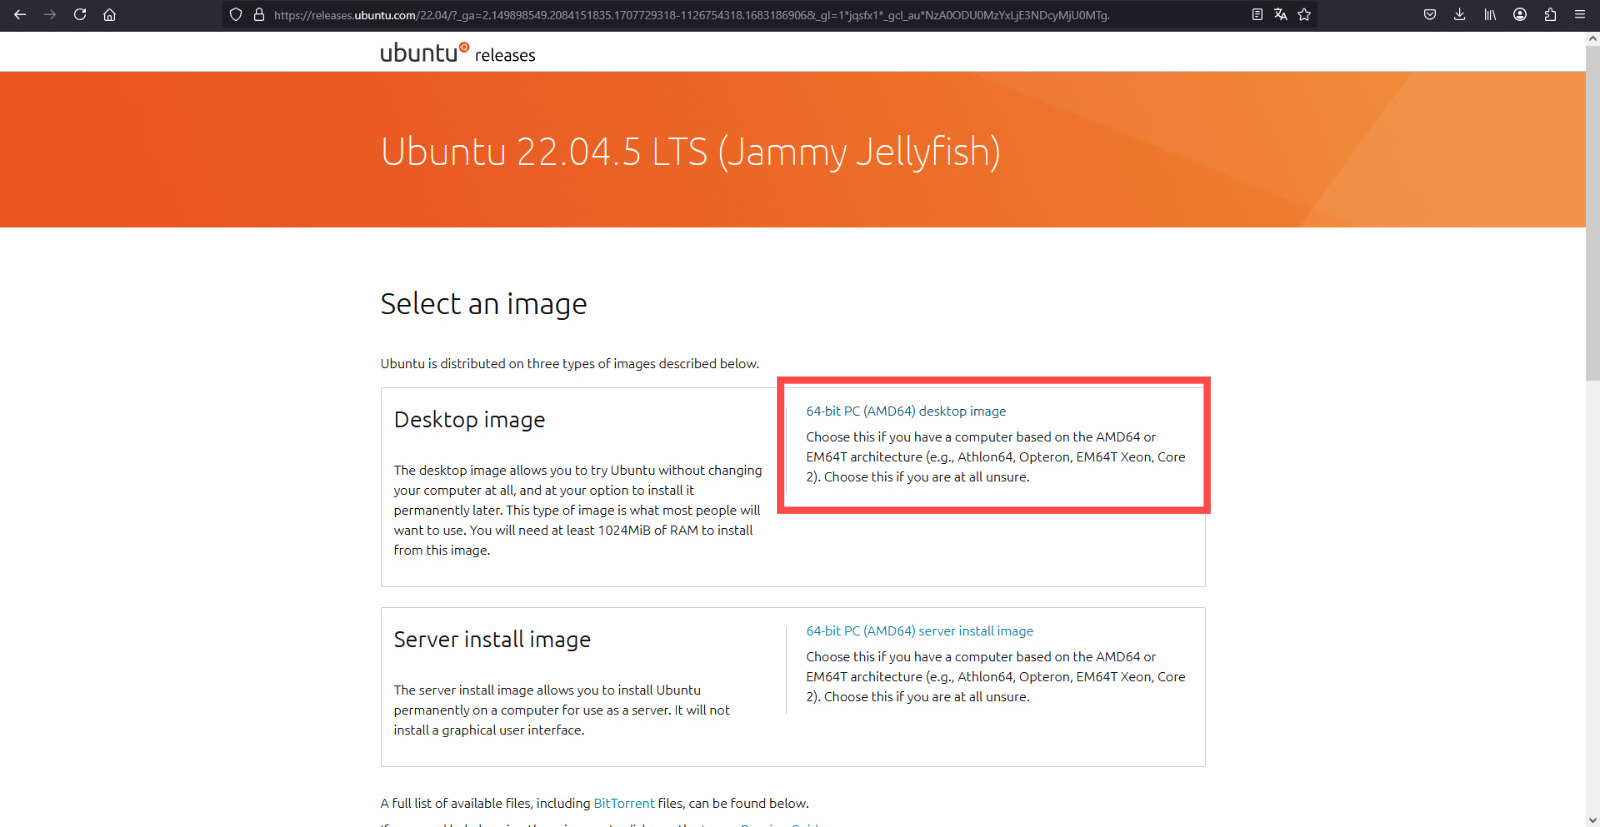 https://releases.ubuntu.com/22.04/?_ga=2.149898549.2084151835.1707729318-1126754318.1683186906&_gl=1*jqsfx1*_gcl_au*NzA0ODU0MzYxLjE3NDcyMjU0MTg.
ubuntu releases
Ubuntu 22.04.5 LTS (Jammy Jellyfish)
Select an image
Ubuntu is distributed on three types of images described below.
Desktop image
The desktop image allows you to try Ubuntu without changing
your computer at all, and at your option to install it
permanently later. This type of image is what most people will
want to use. You will need at least 1024MiB of RAM to install
from this image.
64-bit PC (AMD64) desktop image
Choose this if you have a computer based on the AMD64 or
EM64T architecture (e.g., Athlon64, Opteron, EM64T Xeon, Core
2). Choose this if you are at all unsure.
Server install image
The server install image allows you to install Ubuntu
permanently on a computer for use as a server. It will not
install a graphical user interface.
64-bit PC (AMD64) server install image
Choose this if you have a computer based on the AMD64 or
EM64T architecture (e.g., Athlon64, Opteron, EM64T Xeon, Core
2). Choose this if you are at all unsure.
A full list of available files, including BitTorrent files, can be found below.